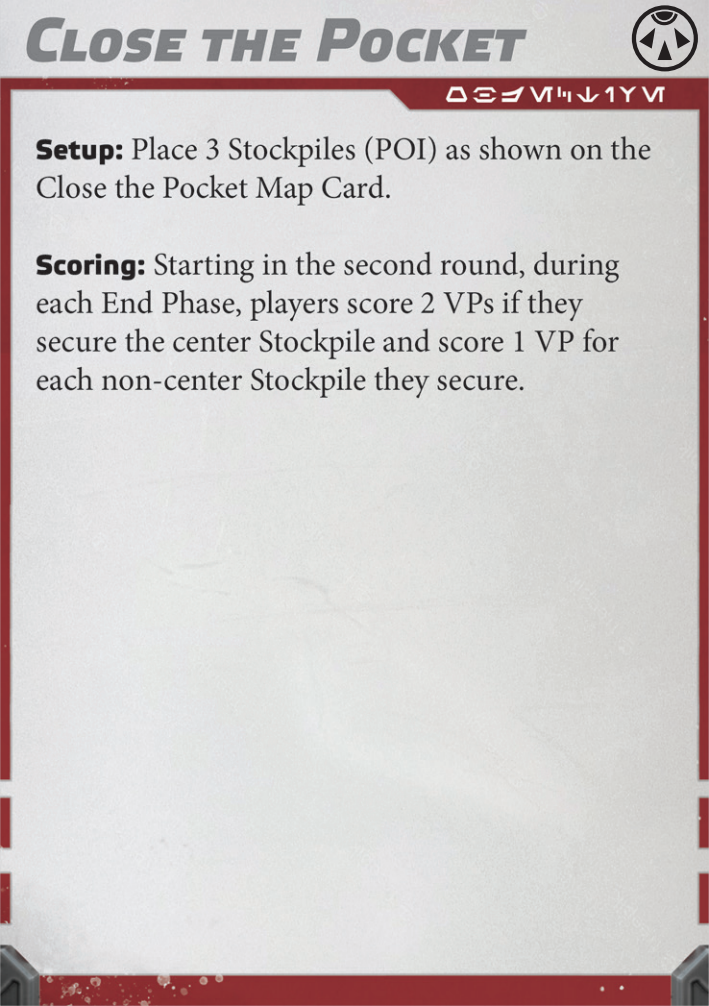 Close the Pocket
Setup: Place 3 Stockpiles (POI) as shown on the
Close the Pocket Map Card.
Scoring: Starting in the second round, during
each End Phase, players score 2 VPs if they
secure the center Stockpile and score 1 VP for
each non-center Stockpile they secure.